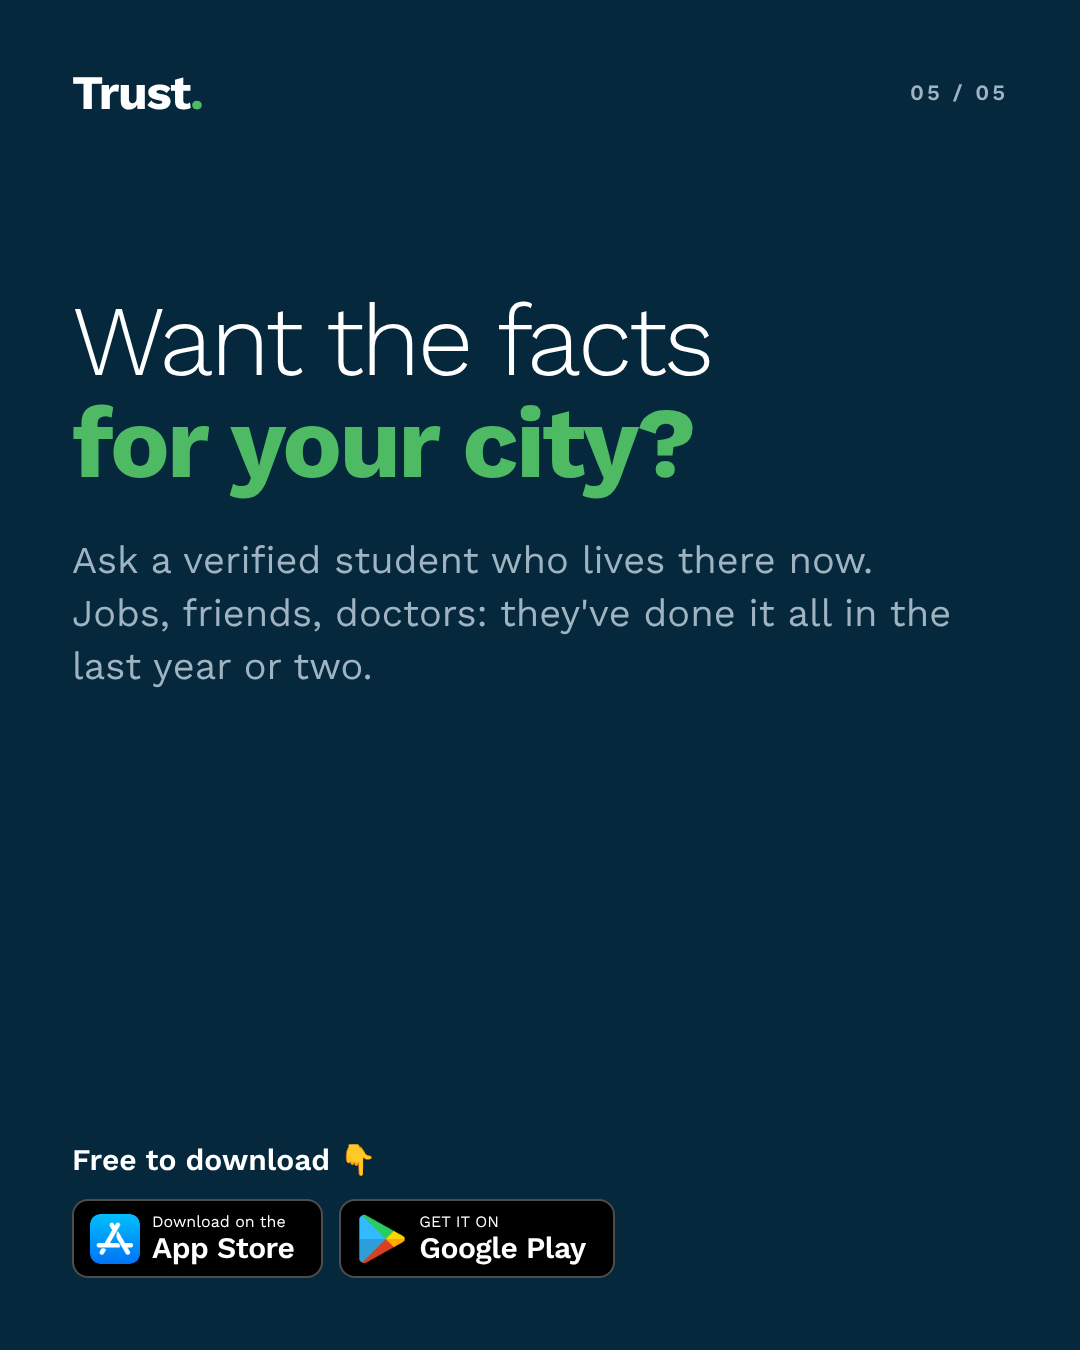 Trust.
05 / 05
Want the facts
for your city?
Ask a verified student who lives there now.
Jobs, friends, doctors: they've done it all in the
last year or two.
Free to download 👇
Download on the
App Store
GET IT ON
Google Play